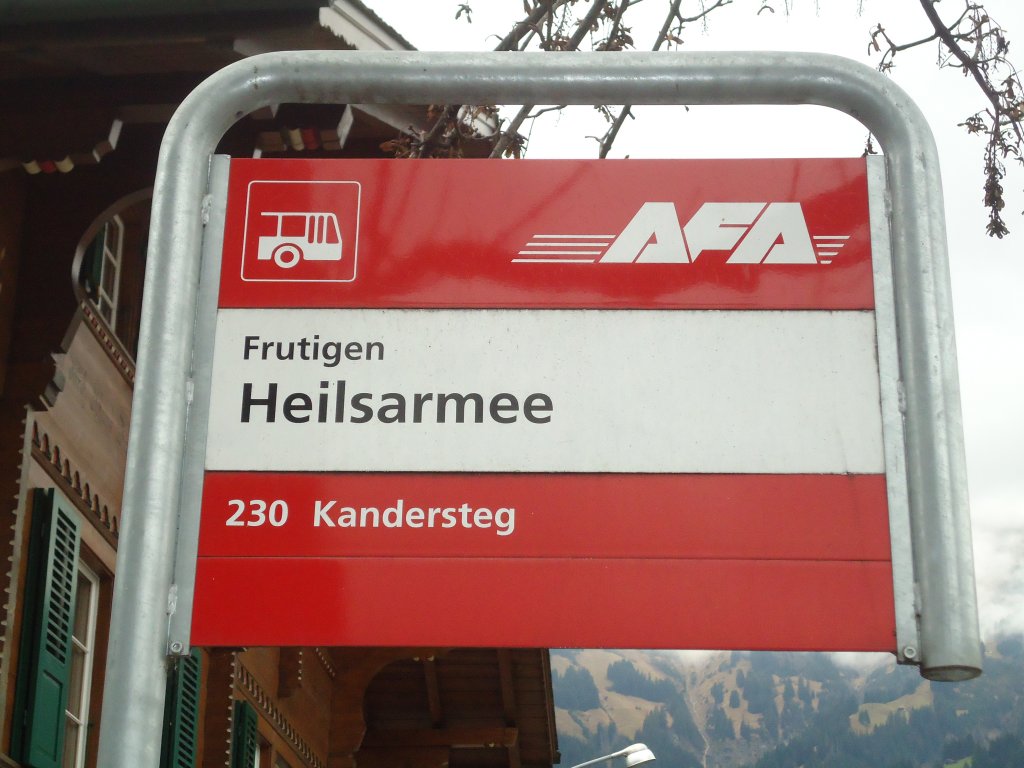 AFA
Frutigen
Heilsarmee
230 Kandersteg